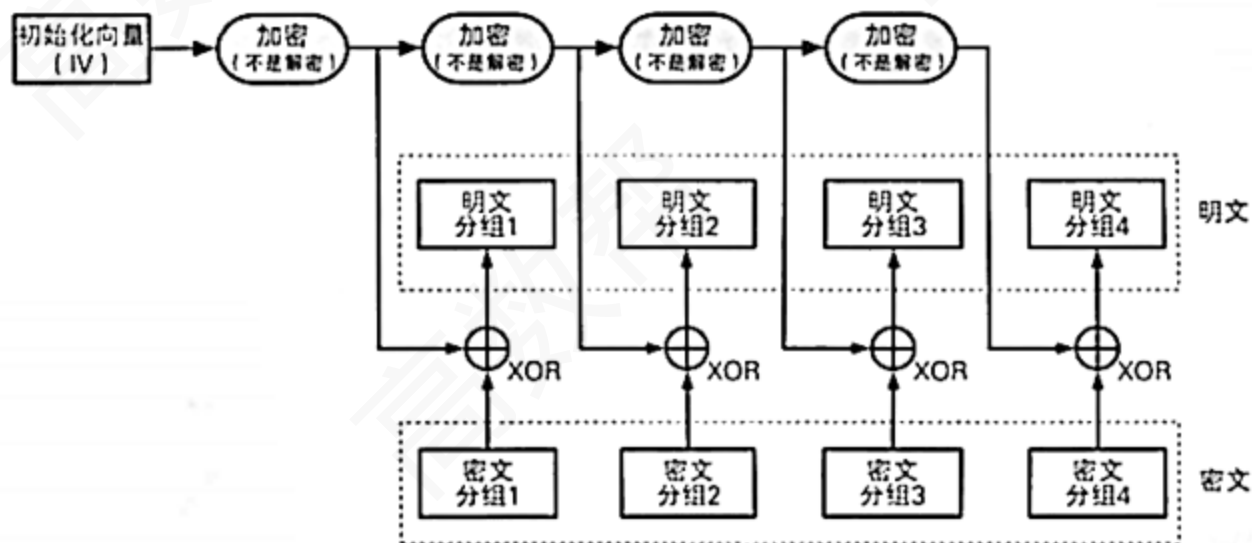 初始化向量
（IV）
加密
（不是解密）
加密
（不是解密）
加密
（不是解密）
加密
（不是解密）
明文
分组1
明文
分组2
明文
分组3
明文
分组4
明文
XOR
XOR
XOR
XOR
密文
分组1
密文
分组2
密文
分组3
密文
分组4
密文
高数帮